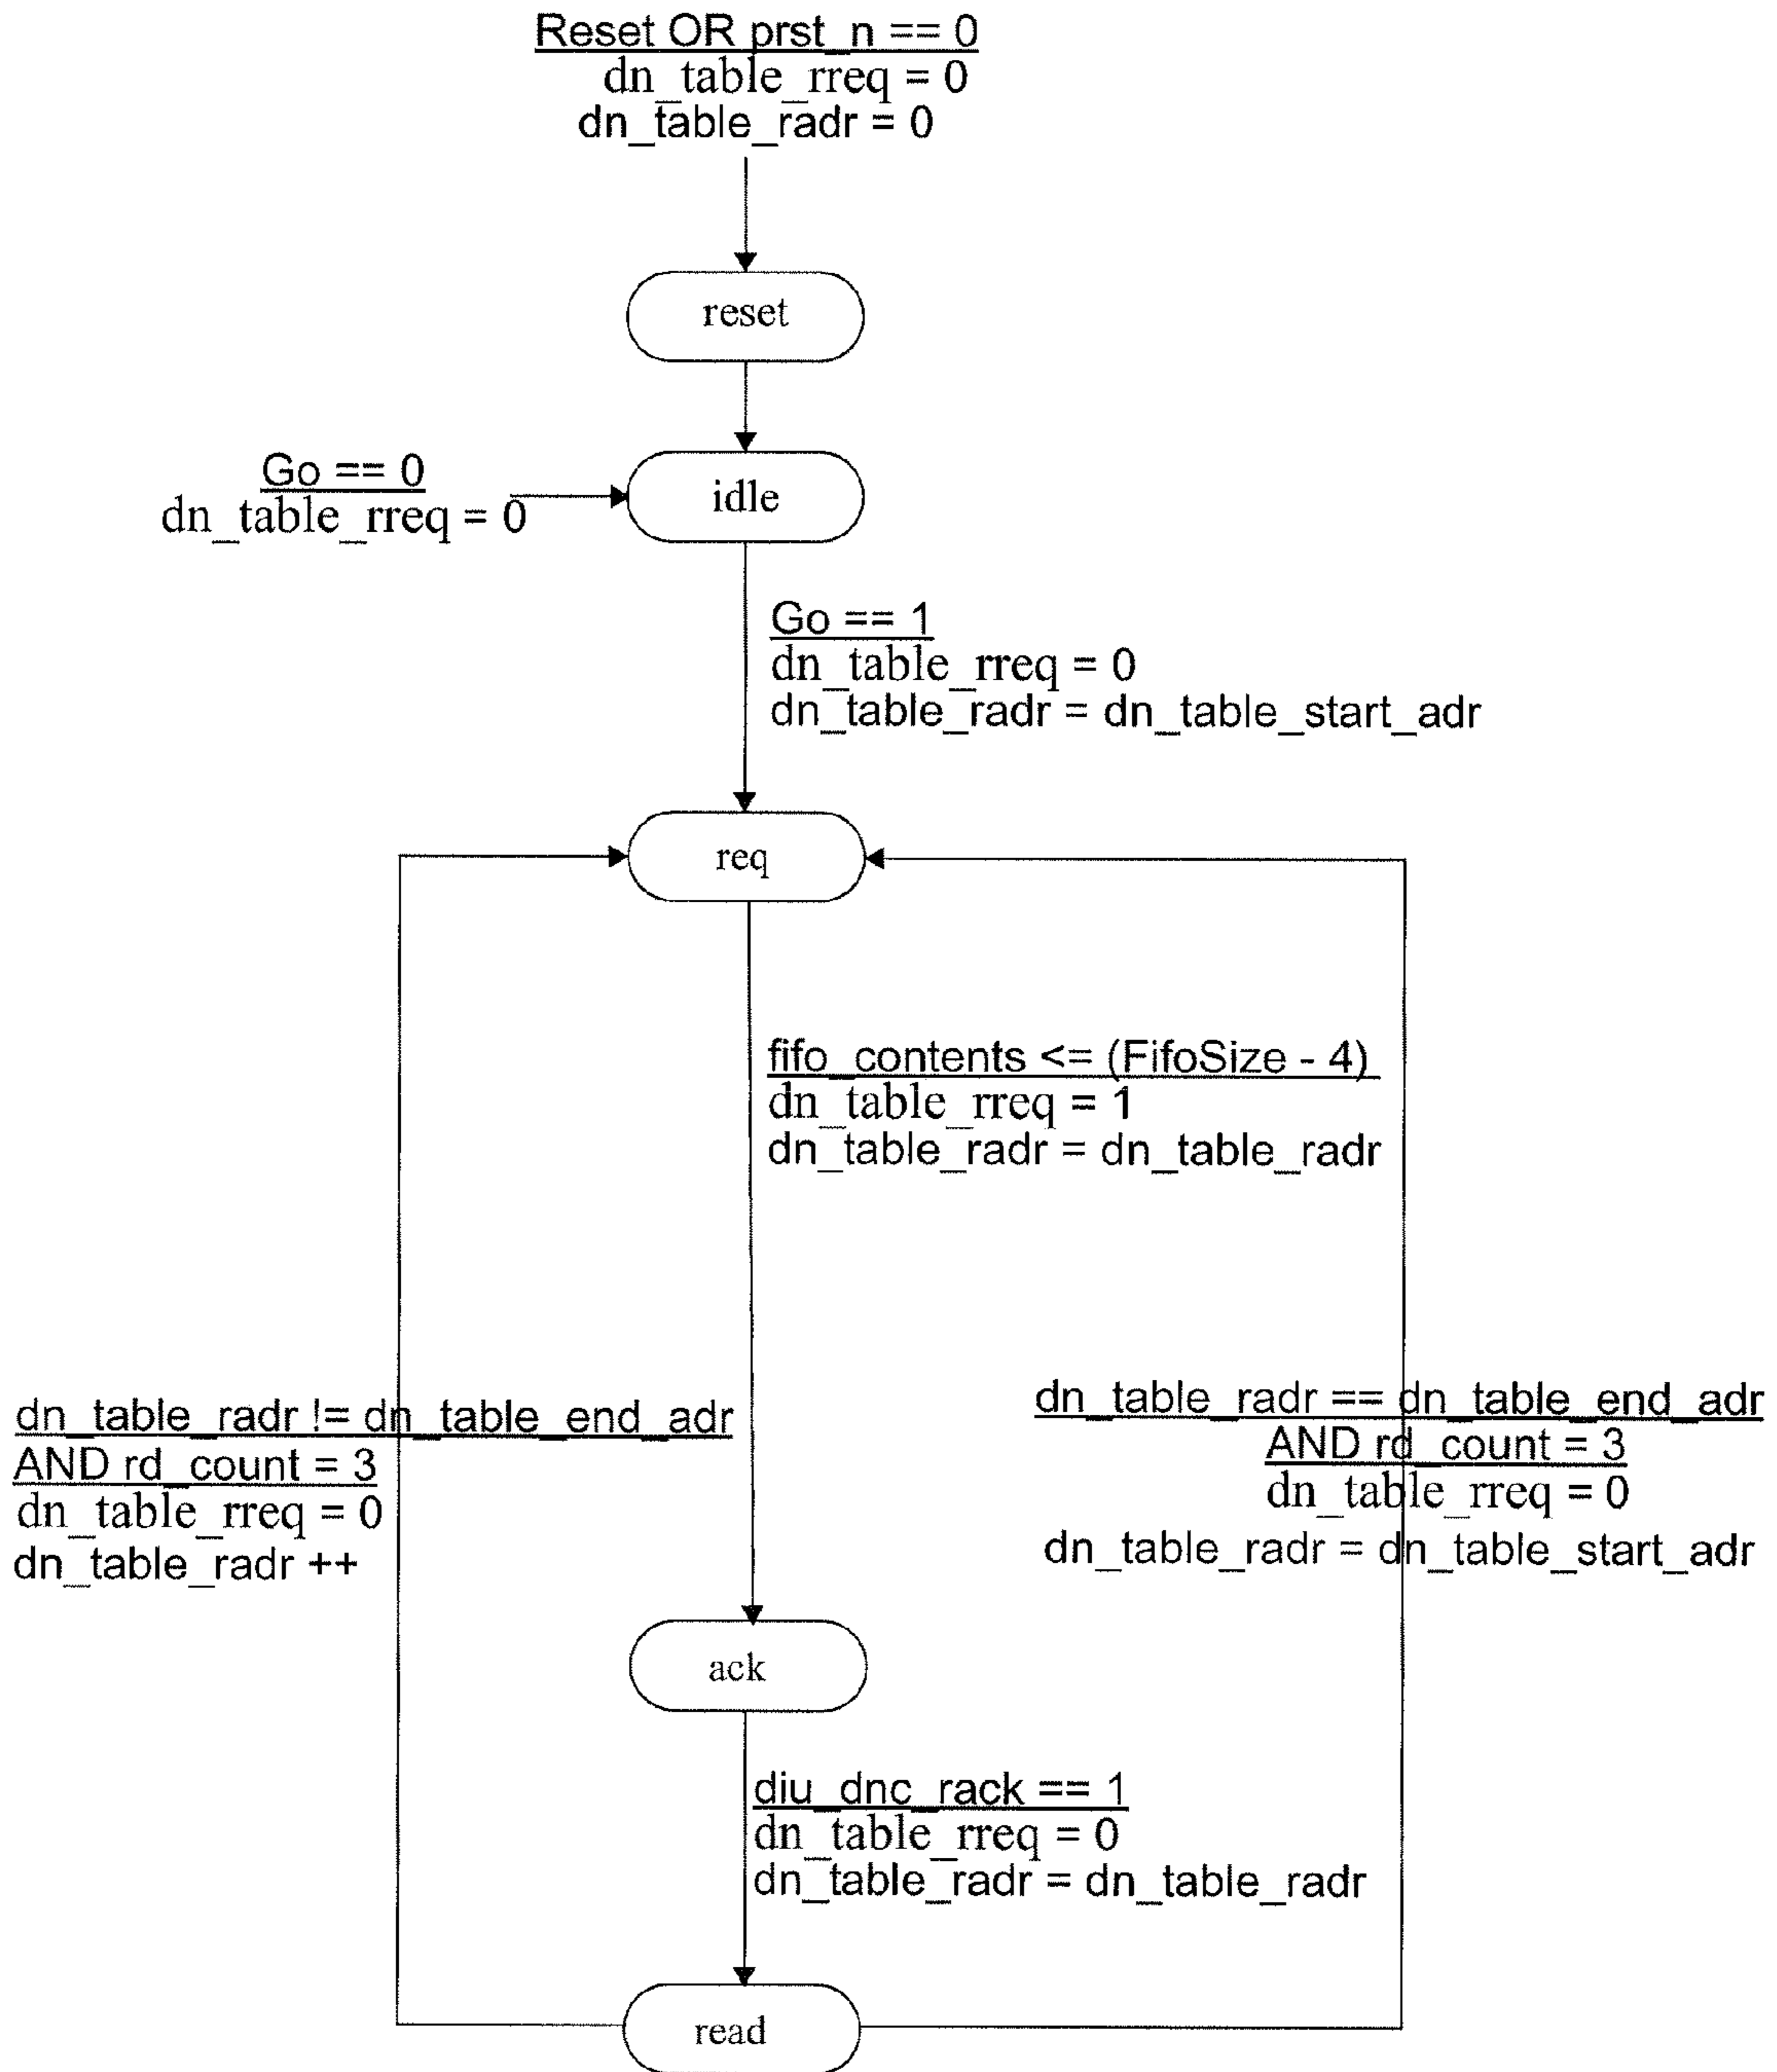 Reset OR prst_n == 0
dn_table_rreq = 0
dn_table_radr = 0
reset
Go == 0
dn_table_rreq = 0
idle
Go == 1
dn_table_rreq = 0
dn_table_radr = dn_table_start_adr
req
fifo_contents <= (FifoSize - 4)
dn_table_rreq = 1
dn_table_radr = dn_table_radr
dn_table_radr != dn_table_end_adr
AND rd_count = 3
dn_table_rreq = 0
dn_table_radr ++
dn_table_radr == dn_table_end_adr
AND rd_count = 3
dn_table_rreq = 0
dn_table_radr = dn_table_start_adr
ack
diu_dnc_rack == 1
dn_table_rreq = 0
dn_table_radr = dn_table_radr
read